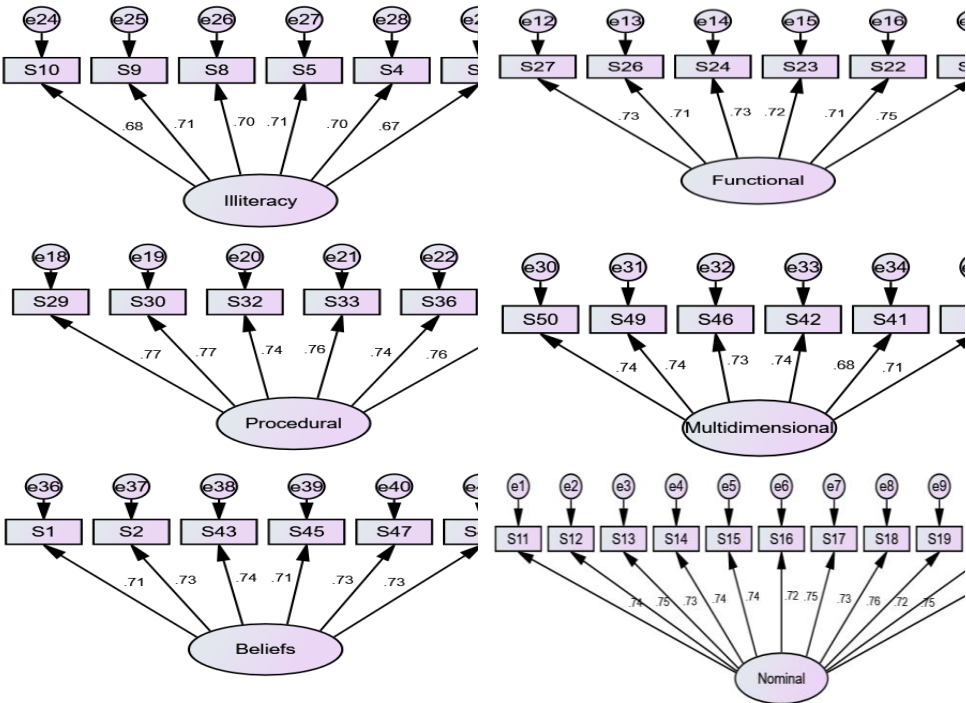 e24 e25 e26 e27 e28
S10 S9 S8 S5 S4 S
.68 .71 .70 .71 .70 .67
Illiteracy
e12 e13 e14 e15 e16
S27 S26 S24 S23 S22
.73 .71 .73 .72 .71 .75
Functional
e18 e19 e20 e21 e22
S29 S30 S32 S33 S36
.77 .77 .74 .76 .74 .76
Procedural
e30 e31 e32 e33 e34
S50 S49 S46 S42 S41
.74 .74 .73 .74 .68 .71
Multidimensional
e36 e37 e38 e39 e40
S1 S2 S43 S45 S47 S
.71 .73 .74 .71 .73 .73
Beliefs
e1 e2 e3 e4 e5 e6 e7 e8 e9
S11 S12 S13 S14 S15 S16 S17 S18 S19
.74 .75 .73 .74 .74 .72 .75 .73 .76 .72 .75
Nominal